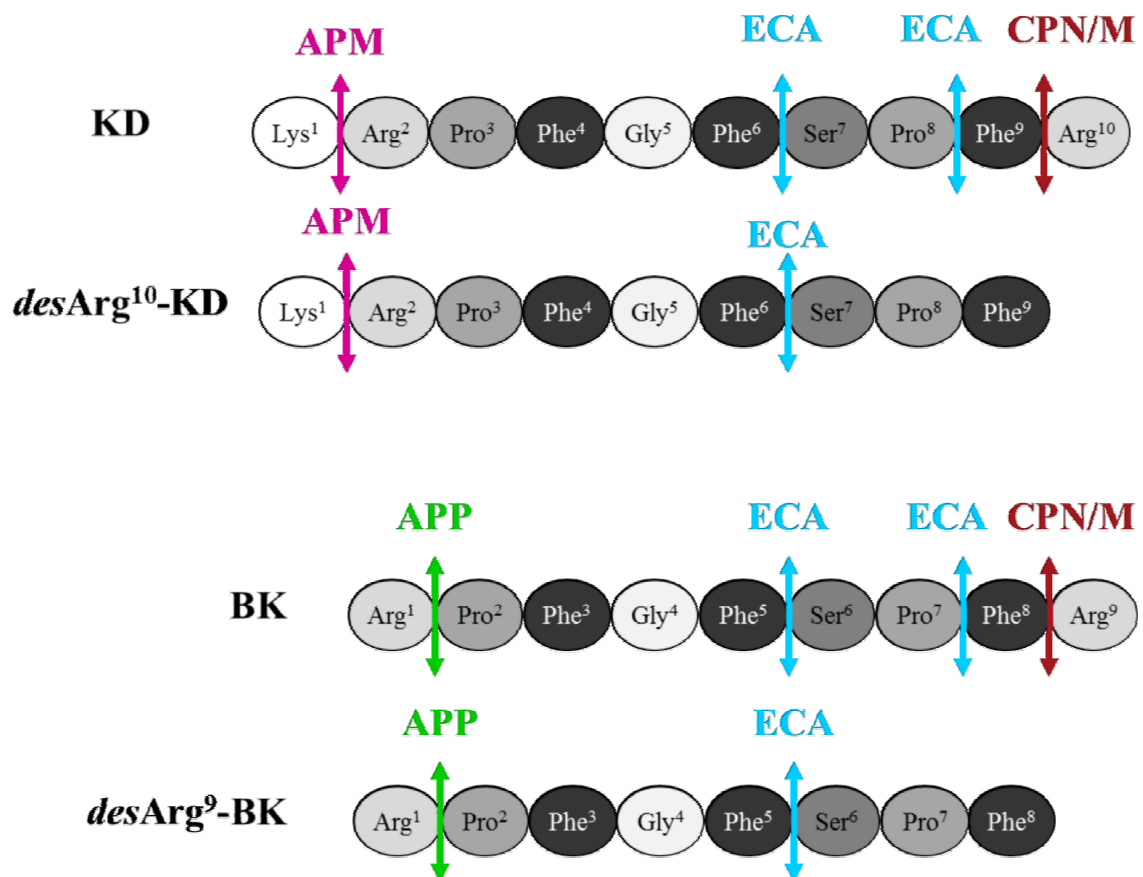 APM ECA ECA CPN/M
KD Lys¹ Arg² Pro³ Phe⁴ Gly⁵ Phe⁶ Ser⁷ Pro⁸ Phe⁹ Arg¹⁰
APM ECA
desArg¹⁰-KD Lys¹ Arg² Pro³ Phe⁴ Gly⁵ Phe⁶ Ser⁷ Pro⁸ Phe⁹
APP ECA ECA CPN/M
BK Arg¹ Pro² Phe³ Gly⁴ Phe⁵ Ser⁶ Pro⁷ Phe⁸ Arg⁹
APP ECA
desArg⁹-BK Arg¹ Pro² Phe³ Gly⁴ Phe⁵ Ser⁶ Pro⁷ Phe⁸